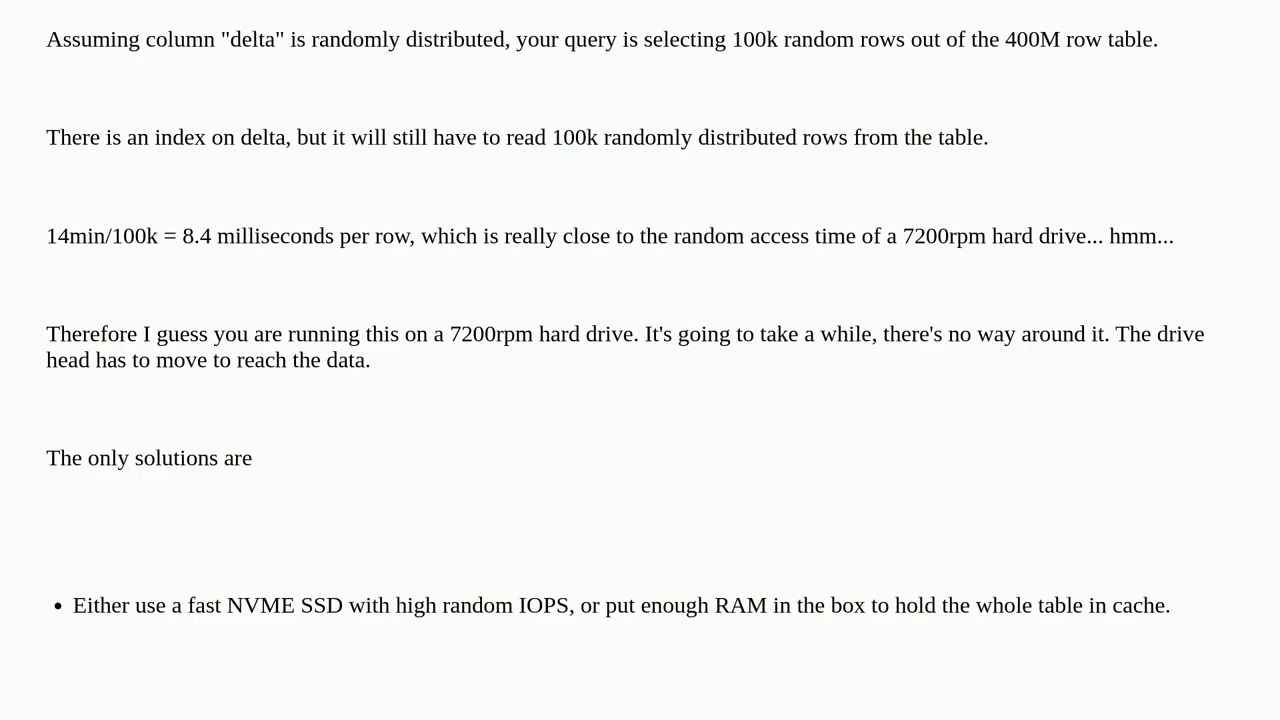 Assuming column "delta" is randomly distributed, your query is selecting 100k random rows out of the 400M row table.
There is an index on delta, but it will still have to read 100k randomly distributed rows from the table.
14min/100k = 8.4 milliseconds per row, which is really close to the random access time of a 7200rpm hard drive... hmm...
Therefore I guess you are running this on a 7200rpm hard drive. It's going to take a while, there's no way around it. The drive
head has to move to reach the data.
The only solutions are
• Either use a fast NVME SSD with high random IOPS, or put enough RAM in the box to hold the whole table in cache.